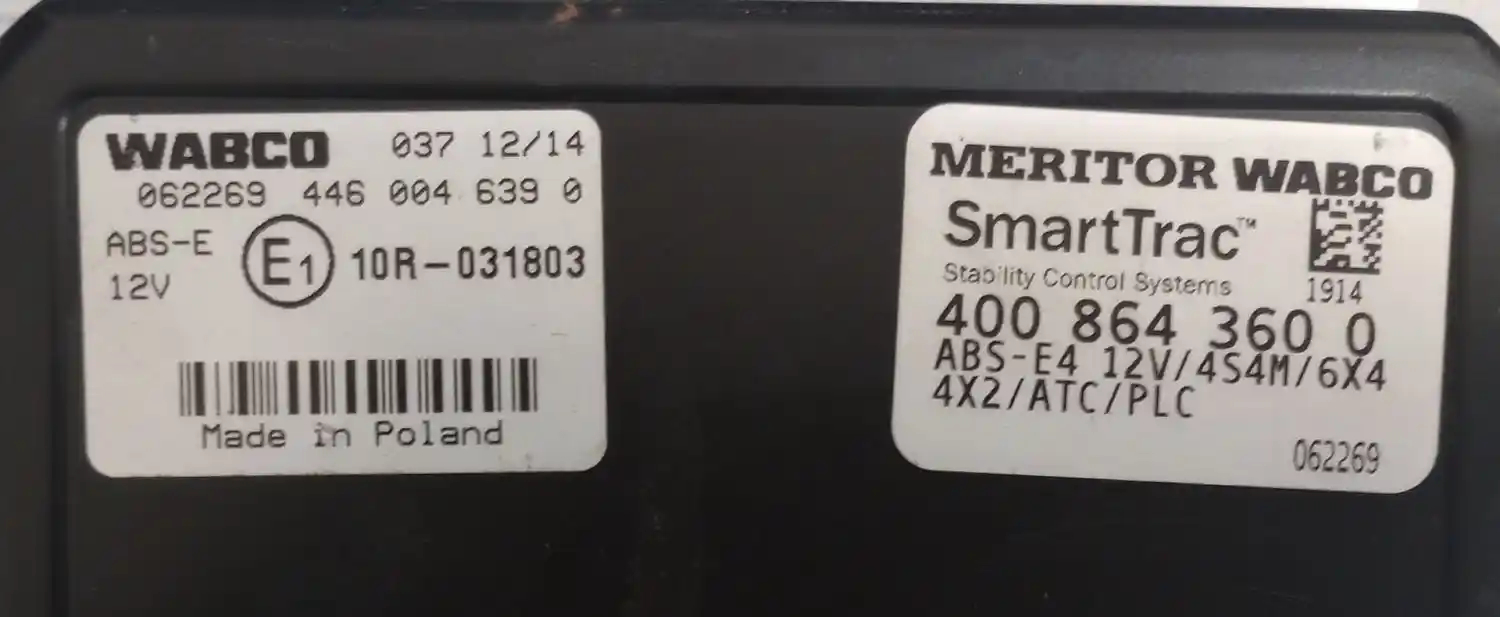 WABCO 037 12/14
062269 446 004 639 0
ABS-E
12V
E1 10R-031803
Made in Poland
MERITOR WABCO
SmartTrac™
Stability Control Systems
1914
400 864 360 0
ABS-E4 12V/4S4M/6X4
4X2/ATC/PLC
062269